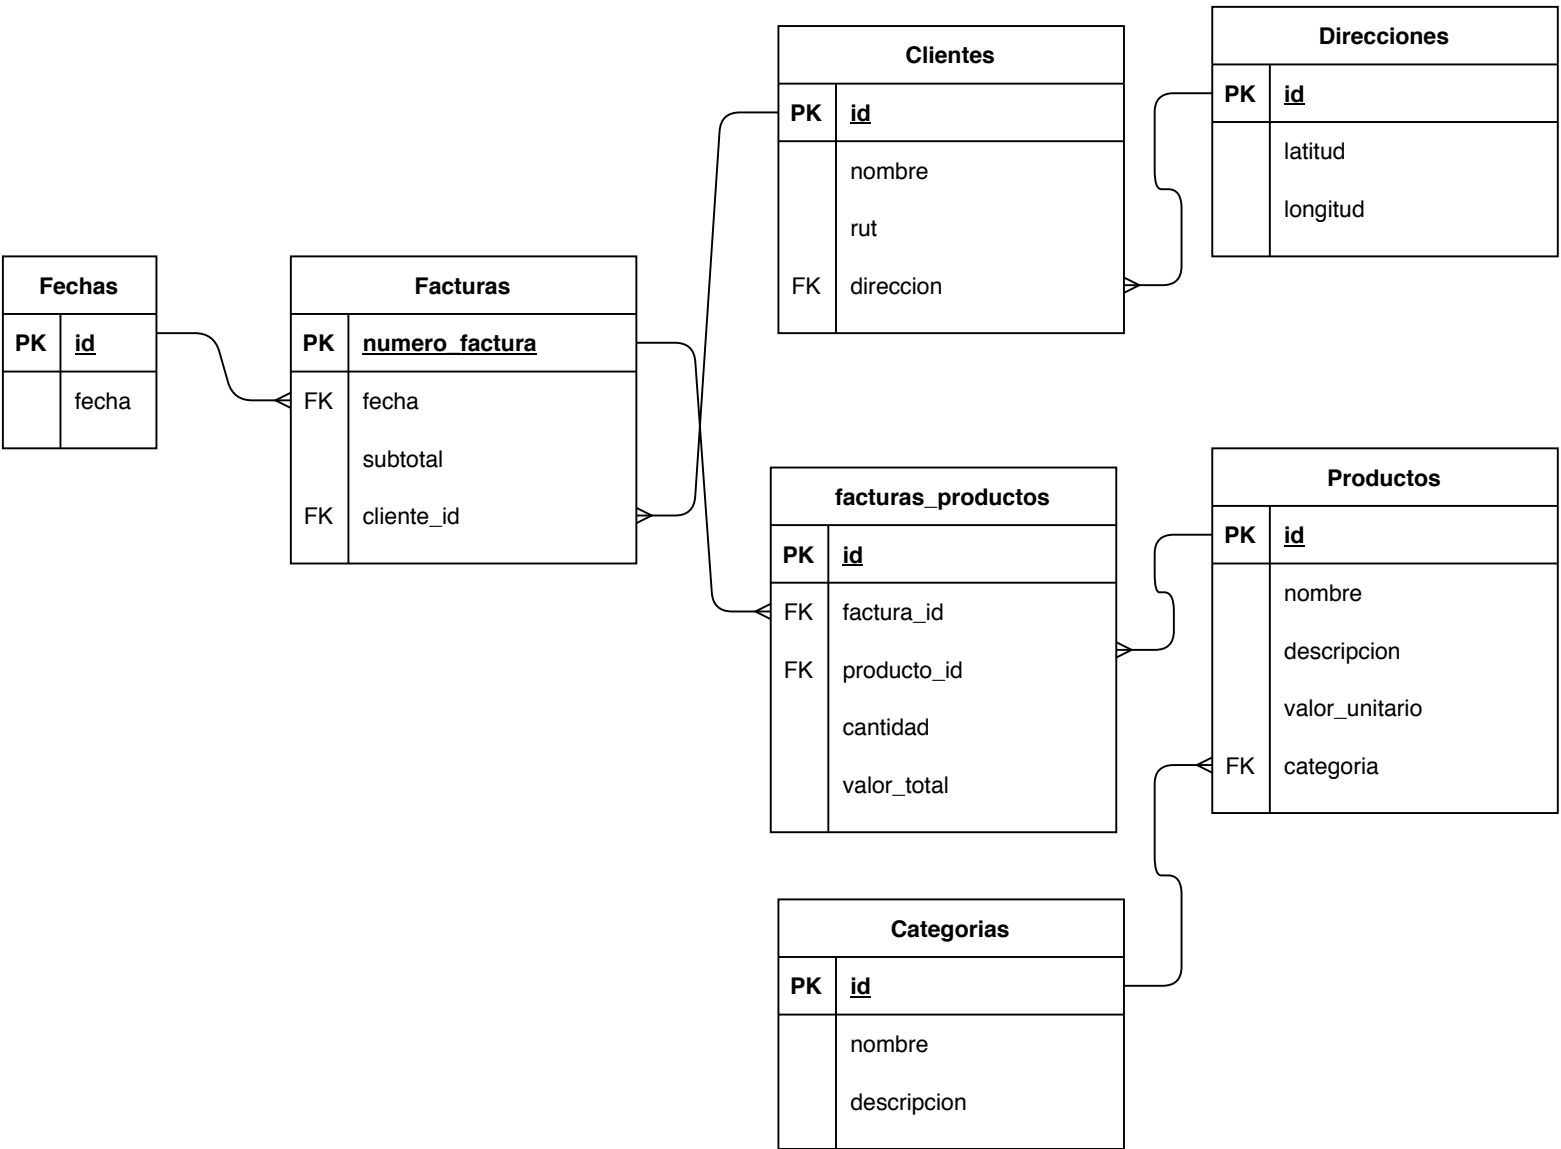 Fechas
PK id
fecha
Facturas
PK numero_factura
FK fecha
subtotal
FK cliente_id
Clientes
PK id
nombre
rut
FK direccion
Direcciones
PK id
latitud
longitud
facturas_productos
PK id
FK factura_id
FK producto_id
cantidad
valor_total
Productos
PK id
nombre
descripcion
valor_unitario
FK categoria
Categorias
PK id
nombre
descripcion